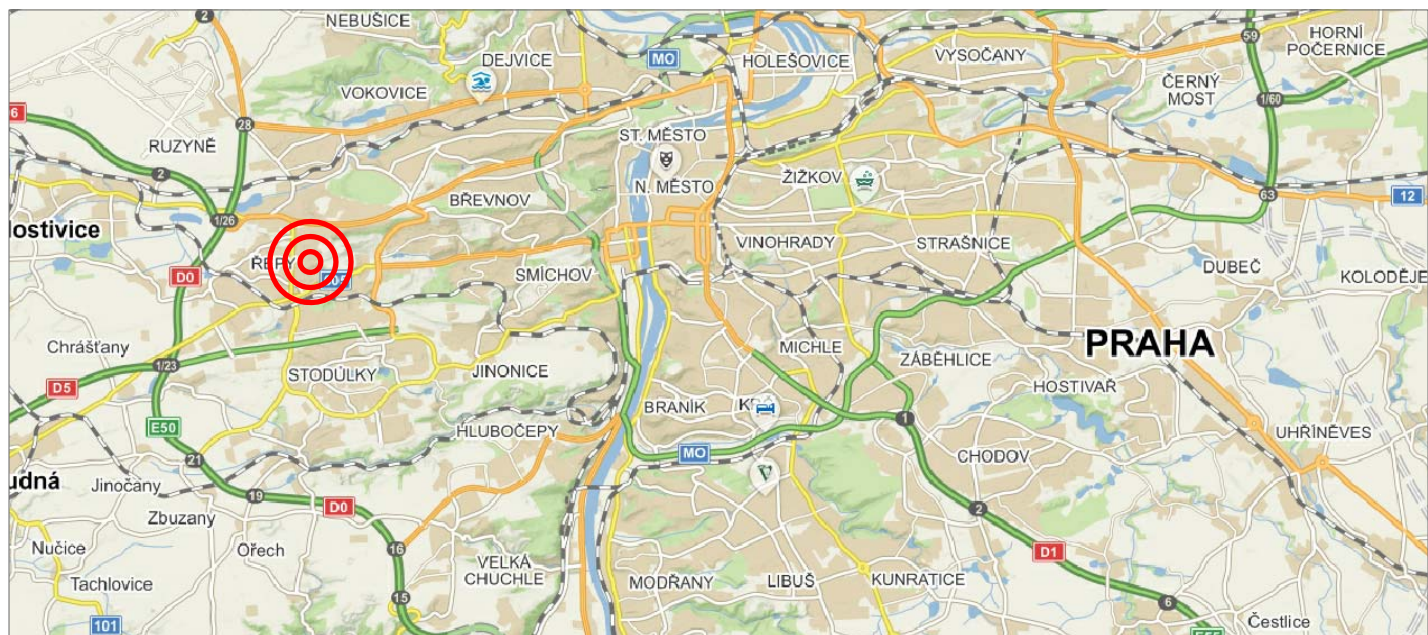 2
NEBUŠICE
DEJVICE
VOKOVICE
MO
HOLEŠOVICE
VYSOČANY
59
HORNÍ
POČERNICE
ČERNÝ
MOST
1/60
28
RUZYNĚ
2
ST. MĚSTO
N. MĚSTO
ŽIŽKOV
BŘEVNOV
63
12
1/26
lostivice
D0
SMÍCHOV
VINOHRADY
STRAŠNICE
DUBEČ
KOLODĚJE
Chrášťany
1/23
D5
STODŮLKY
JINONICE
MICHLE
ZÁBĚHLICE
PRAHA
HOSTIVAŘ
BRANÍK
1
E50
HLUBOČEPY
MO
UHŘÍNĚVES
21
CHODOV
udná
Jinočany
19
D0
Zbuzany
2
Nučice
Ořech
16
D1
VELKÁ
CHUCHLE
Tachlovice
MODŘANY
LIBUŠ
KUNRATICE
15
6
101
Čestlice